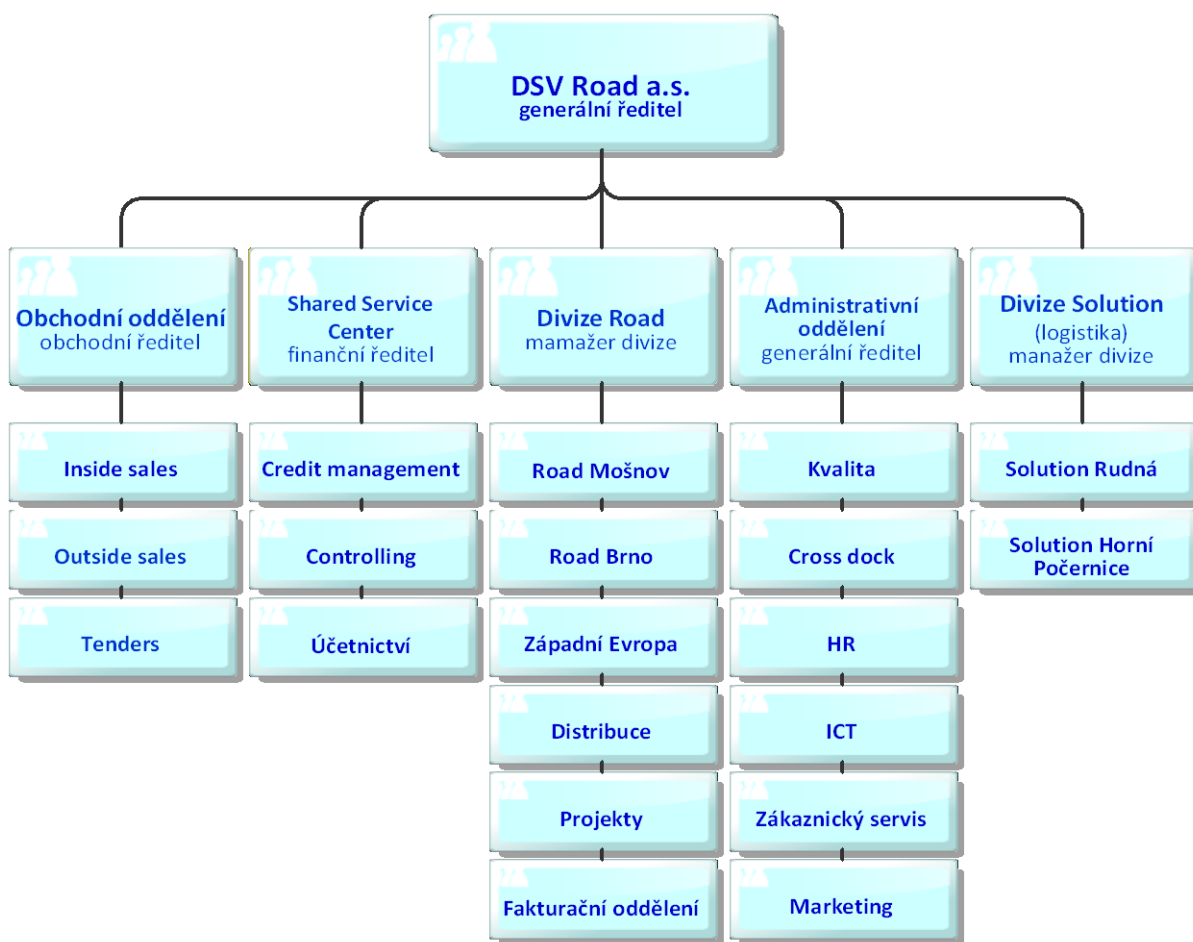 DSV Road a.s.
generální ředitel
Obchodní oddělení
obchodní ředitel
Shared Service
Center
finanční ředitel
Divize Road
mamažer divize
Administrativní
oddělení
generální ředitel
Divize Solution
(logistika)
manažer divize
Inside sales
Outside sales
Tenders
Credit management
Controlling
Účetnictví
Road Mošnov
Road Brno
Západní Evropa
Distribuce
Projekty
Fakturační oddělení
Kvalita
Cross dock
HR
ICT
Zákaznický servis
Marketing
Solution Rudná
Solution Horní
Počernice